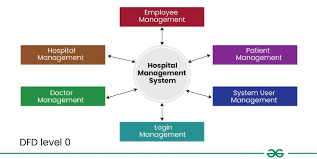 Employee
Management
Hospital
Management
Patient
Management
Hospital
Management
System
Doctor
Management
System User
Management
Login
Management
DFD level 0